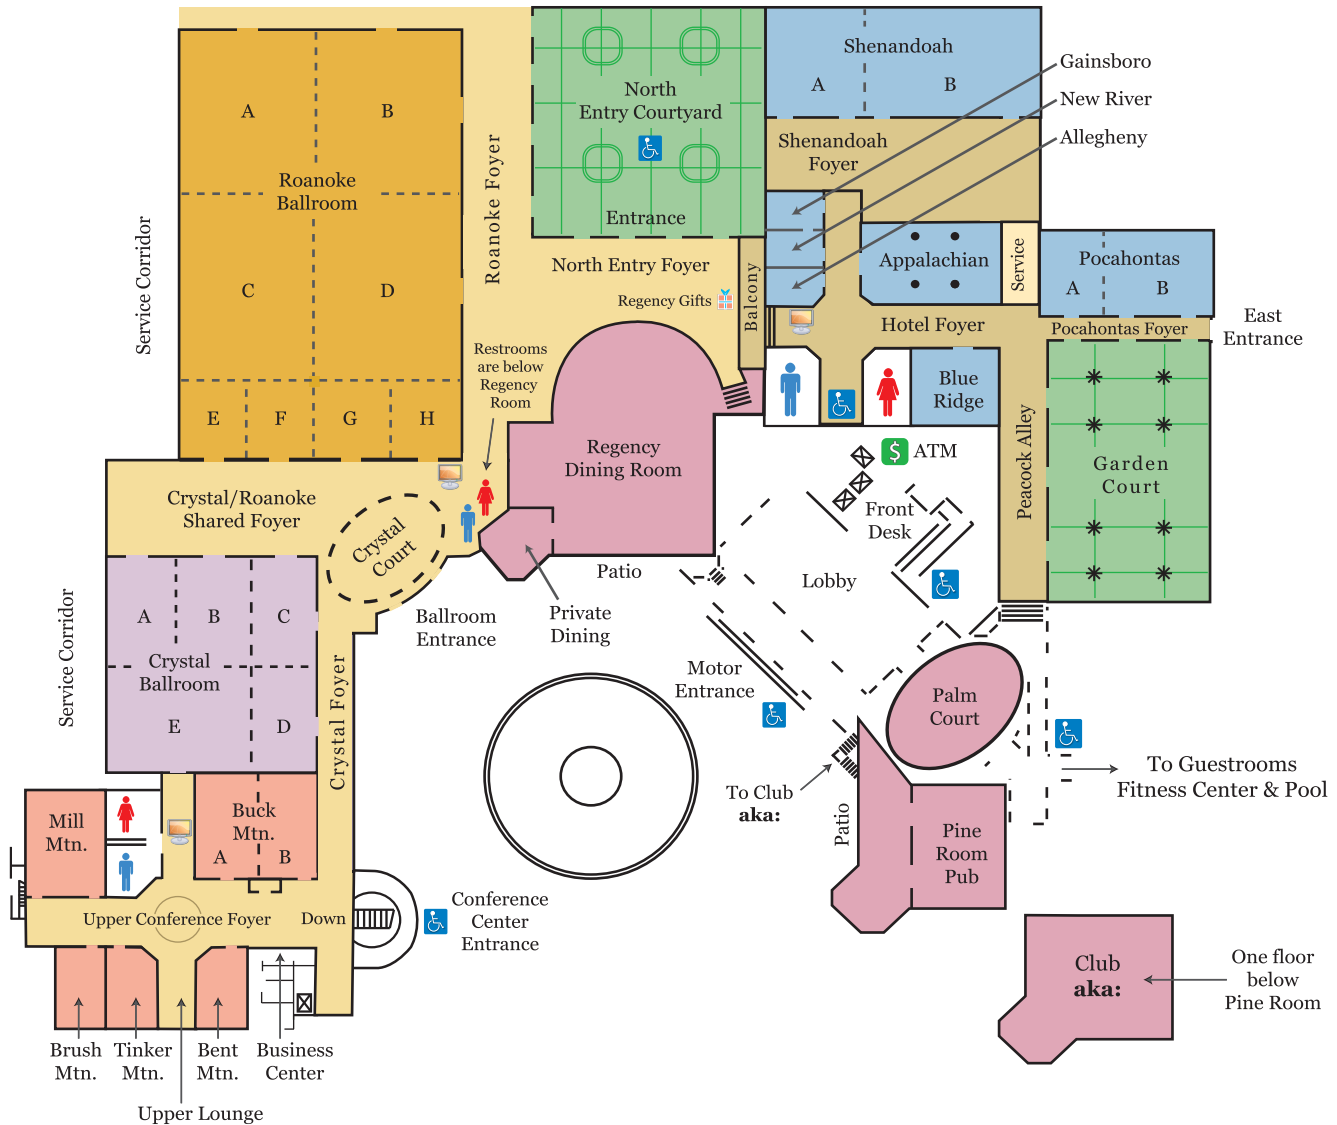 Shenandoah
A
B
Gainsboro
New River
Allegheny
North
Entry Courtyard
Entrance
Shenandoah
Foyer
A
B
Roanoke
Ballroom
C
D
E
F
G
H
Service Corridor
Roanoke Foyer
North Entry Foyer
Regency Gifts
Balcony
Appalachian
Service
Pocahontas
A
B
Hotel Foyer
Pocahontas Foyer
East
Entrance
Restrooms
are below
Regency
Room
Blue
Ridge
Peacock Alley
Garden
Court
Regency
Dining Room
$
ATM
Front
Desk
Lobby
Crystal/Roanoke
Shared Foyer
Crystal
Court
Patio
Private
Dining
Ballroom
Entrance
A
B
C
Crystal
Ballroom
E
D
Service Corridor
Crystal Foyer
Motor
Entrance
Palm
Court
To Guestrooms
Fitness Center & Pool
To Club
aka:
Patio
Pine
Room
Pub
Mill
Mtn.
Buck
Mtn.
A
B
Upper Conference Foyer
Down
Conference
Center
Entrance
Club
aka:
One floor
below
Pine Room
Brush
Mtn.
Tinker
Mtn.
Bent
Mtn.
Business
Center
Upper Lounge